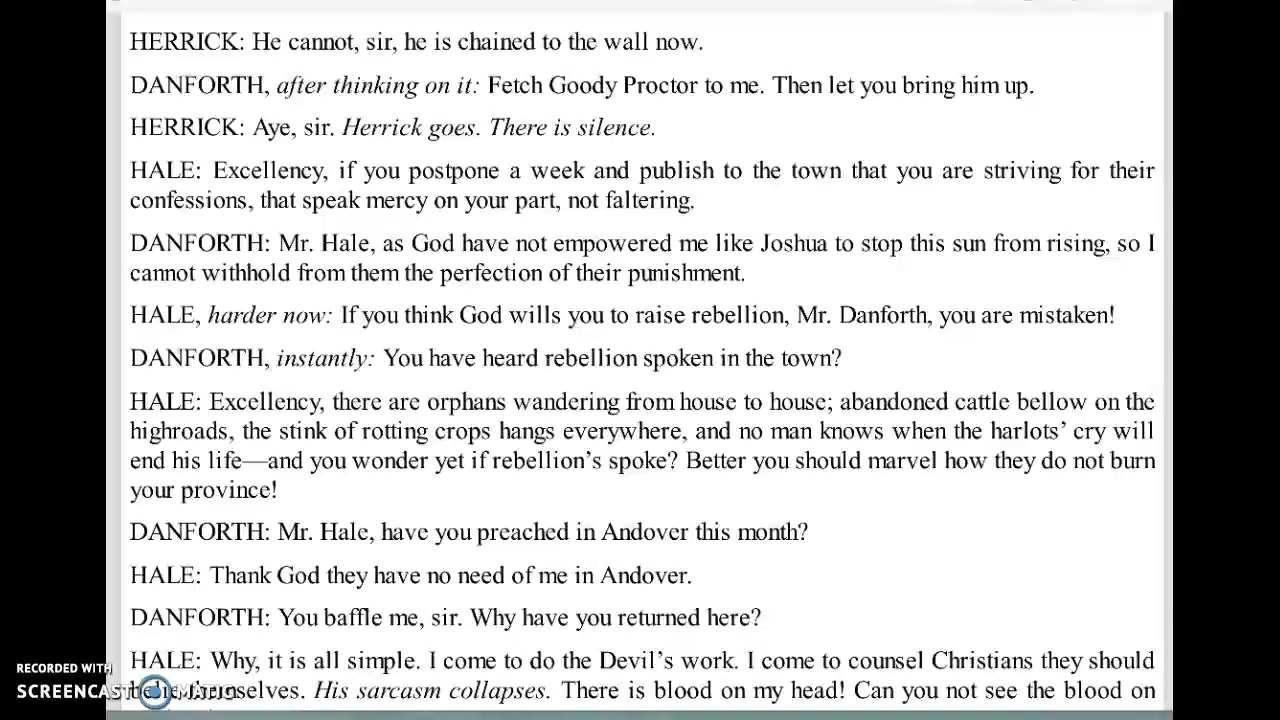 HERRICK: He cannot, sir, he is chained to the wall now.
DANFORTH, after thinking on it: Fetch Goody Proctor to me. Then let you bring him up.
HERRICK: Aye, sir. Herrick goes. There is silence.
HALE: Excellency, if you postpone a week and publish to the town that you are striving for their
confessions, that speak mercy on your part, not faltering.
DANFORTH: Mr. Hale, as God have not empowered me like Joshua to stop this sun from rising, so I
cannot withhold from them the perfection of their punishment.
HALE, harder now: If you think God wills you to raise rebellion, Mr. Danforth, you are mistaken!
DANFORTH, instantly: You have heard rebellion spoken in the town?
HALE: Excellency, there are orphans wandering from house to house; abandoned cattle bellow on the
highroads, the stink of rotting crops hangs everywhere, and no man knows when the harlots’ cry will
end his life—and you wonder yet if rebellion’s spoke? Better you should marvel how they do not burn
your province!
DANFORTH: Mr. Hale, have you preached in Andover this month?
HALE: Thank God they have no need of me in Andover.
DANFORTH: You baffle me, sir. Why have you returned here?
HALE: Why, it is all simple. I come to do the Devil’s work. I come to counsel Christians they should
themselves. His sarcasm collapses. There is blood on my head! Can you not see the blood on
RECORDED WITH
SCREENCAST-O-MATIC